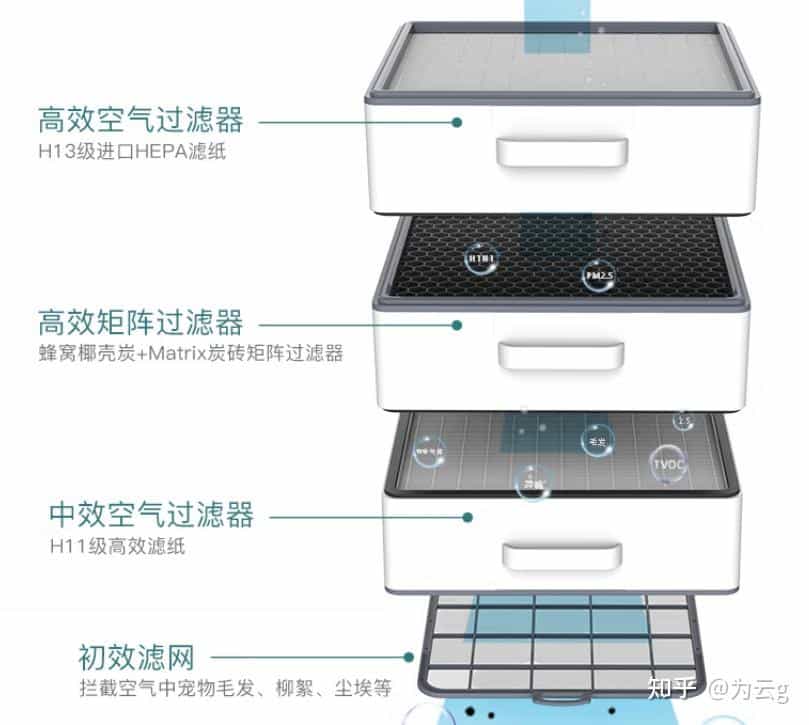 高效空气过滤器
H13级进口HEPA滤纸
H1N1
PM2.5
高效矩阵过滤器
蜂窝椰壳炭+Matrix炭砖矩阵过滤器
2.5
毛发
TVOC
中效空气过滤器
H11级高效滤纸
初效滤网
拦截空气中宠物毛发、柳絮、尘埃等
知乎 @为云g